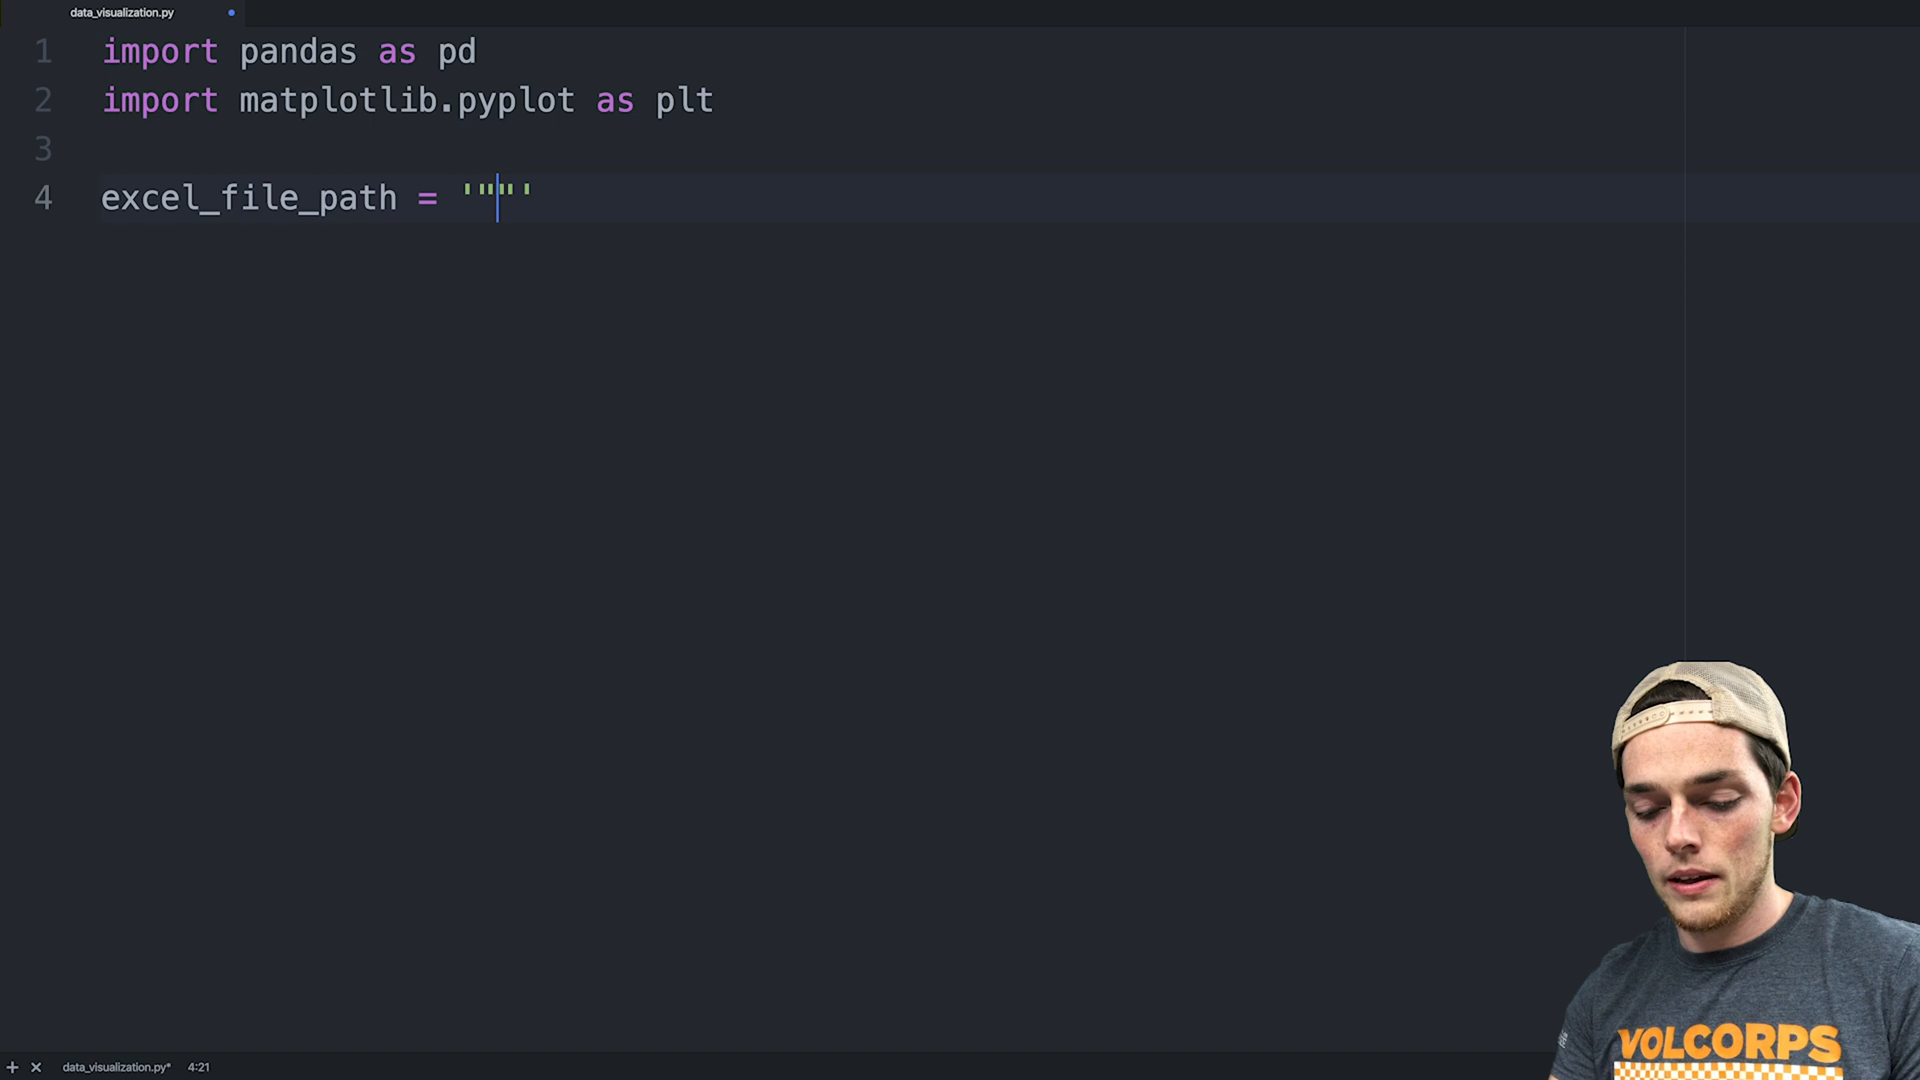 data_visualization.py
1 import pandas as pd
2 import matplotlib.pyplot as plt
3
4 excel_file_path = '""'
VOLCORPS
data_visualization.py* 4:21